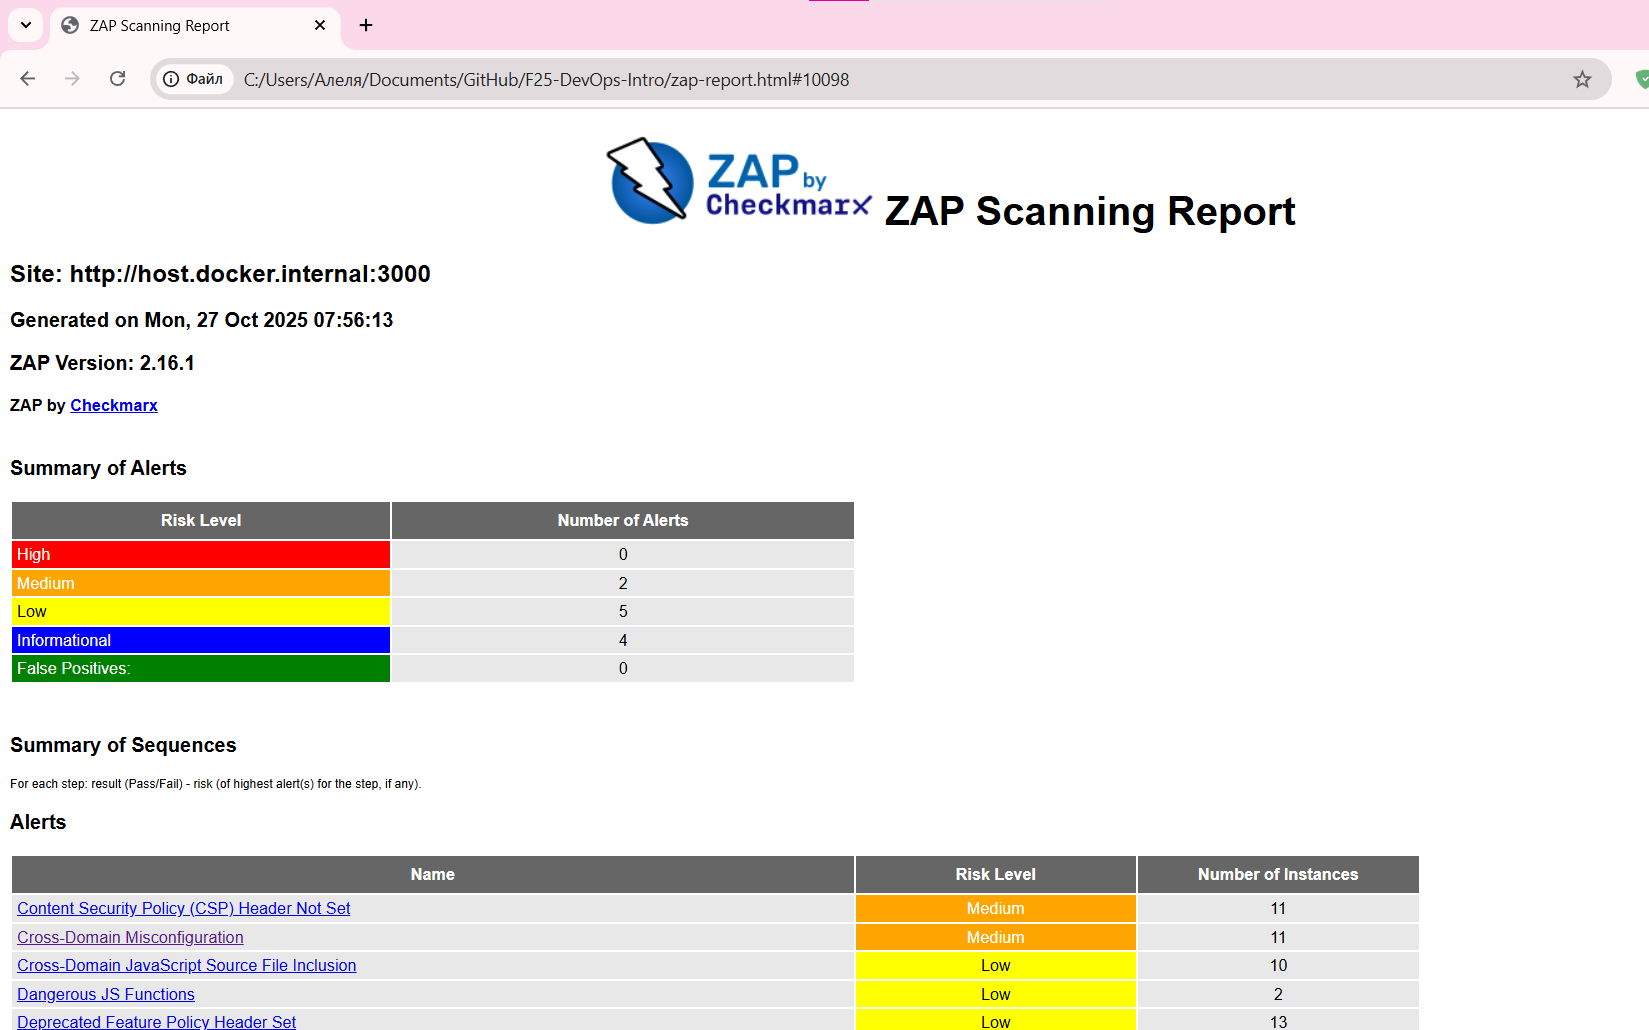 ZAP Scanning Report
Файл
C:/Users/Алеля/Documents/GitHub/F25-DevOps-Intro/zap-report.html#10098
ZAP by
Checkmarx
ZAP Scanning Report
Site: http://host.docker.internal:3000
Generated on Mon, 27 Oct 2025 07:56:13
ZAP Version: 2.16.1
ZAP by Checkmarx
Summary of Alerts
Risk Level Number of Alerts
High 0
Medium 2
Low 5
Informational 4
False Positives: 0
Summary of Sequences
For each step: result (Pass/Fail) - risk (of highest alert(s) for the step, if any).
Alerts
Name Risk Level Number of Instances
Content Security Policy (CSP) Header Not Set Medium 11
Cross-Domain Misconfiguration Medium 11
Cross-Domain JavaScript Source File Inclusion Low 10
Dangerous JS Functions Low 2
Deprecated Feature Policy Header Set Low 13